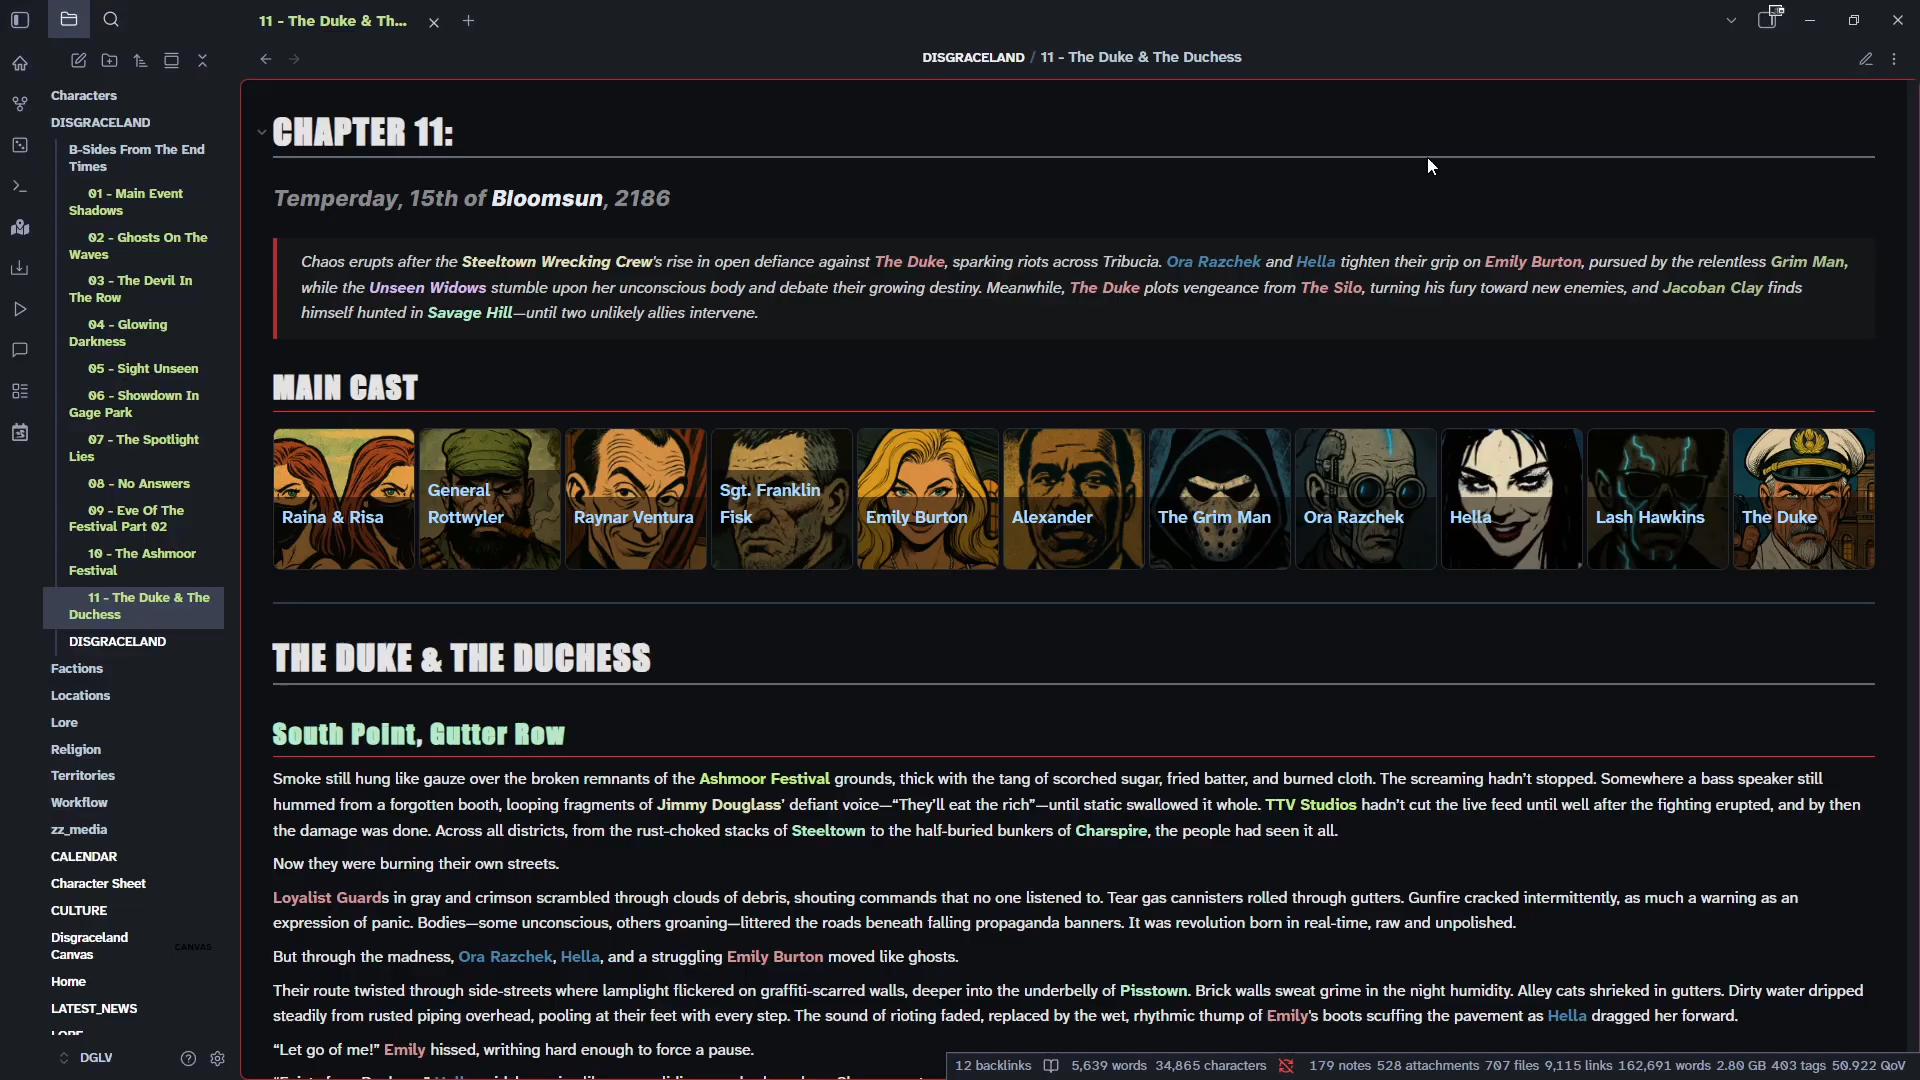 11 - The Duke & Th...
DISGRACELAND / 11 - The Duke & The Duchess
Characters
DISGRACELAND
B-Sides From The End
Times
01 - Main Event
Shadows
02 - Ghosts On The
Waves
03 - The Devil In
The Row
04 - Glowing
Darkness
05 - Sight Unseen
06 - Showdown In
Gage Park
07 - The Spotlight
Lies
08 - No Answers
09 - Eve Of The
Festival Part 02
10 - The Ashmoor
Festival
11 - The Duke & The
Duchess
DISGRACELAND
Factions
Locations
Lore
Religion
Territories
Workflow
zz_media
CALENDAR
Character Sheet
CULTURE
Disgraceland
Canvas
CANVAS
Home
LATEST_NEWS
LORE
DGLV
CHAPTER 11:
Temperday, 15th of Bloomsun, 2186
Chaos erupts after the Steeltown Wrecking Crew's rise in open defiance against The Duke, sparking riots across Tribucia. Ora Razchek and Hella tighten their grip on Emily Burton, pursued by the relentless Grim Man,
while the Unseen Widows stumble upon her unconscious body and debate their growing destiny. Meanwhile, The Duke plots vengeance from The Silo, turning his fury toward new enemies, and Jacoban Clay finds
himself hunted in Savage Hill—until two unlikely allies intervene.
MAIN CAST
Raina & Risa
General
Rottwyler
Raynar Ventura
Sgt. Franklin
Fisk
Emily Burton
Alexander
The Grim Man
Ora Razchek
Hella
Lash Hawkins
The Duke
THE DUKE & THE DUCHESS
South Point, Gutter Row
Smoke still hung like gauze over the broken remnants of the Ashmoor Festival grounds, thick with the tang of scorched sugar, fried batter, and burned cloth. The screaming hadn't stopped. Somewhere a bass speaker still
hummed from a forgotten booth, looping fragments of Jimmy Douglass' defiant voice—“They'll eat the rich”—until static swallowed it whole. TTV Studios hadn't cut the live feed until well after the fighting erupted, and by then
the damage was done. Across all districts, from the rust-choked stacks of Steeltown to the half-buried bunkers of Charspire, the people had seen it all.
Now they were burning their own streets.
Loyalist Guards in gray and crimson scrambled through clouds of debris, shouting commands that no one listened to. Tear gas cannisters rolled through gutters. Gunfire cracked intermittently, as much a warning as an
expression of panic. Bodies—some unconscious, others groaning—littered the roads beneath falling propaganda banners. It was revolution born in real-time, raw and unpolished.
But through the madness, Ora Razchek, Hella, and a struggling Emily Burton moved like ghosts.
Their route twisted through side-streets where lamplight flickered on graffiti-scarred walls, deeper into the underbelly of Pisstown. Brick walls sweat grime in the night humidity. Alley cats shrieked in gutters. Dirty water dripped
steadily from rusted piping overhead, pooling at their feet with every step. The sound of rioting faded, replaced by the wet, rhythmic thump of Emily's boots scuffing the pavement as Hella dragged her forward.
“Let go of me!” Emily hissed, writhing hard enough to force a pause.
12 backlinks 5,639 words 34,865 characters 179 notes 528 attachments 707 files 9,115 links 162,691 words 2.80 GB 403 tags 50.922 QoV